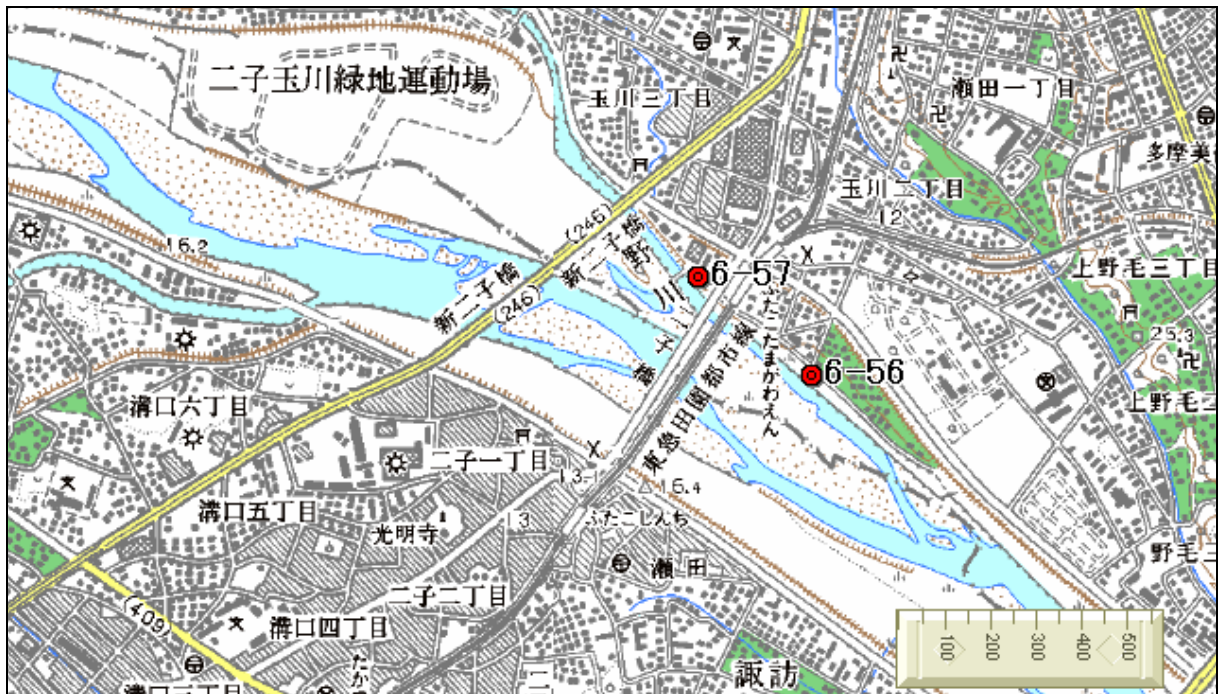 二子玉川緑地運動場
玉川三丁目
瀬田一丁目
多摩美
玉川二丁目
12
(246)
新二子橋
野
川
16.2
新二子橋
(246)
6-57
上野毛三丁目
25.3
ふたこたまがわえん
東急田園都市線
6-56
上野毛二
溝口六丁目
二子一丁目
13
16.4
溝口五丁目
光明寺
13
ふたこしんち
瀬田
野毛二
二子二丁目
(409)
溝口四丁目
諏訪
二
100
200
300
400
500